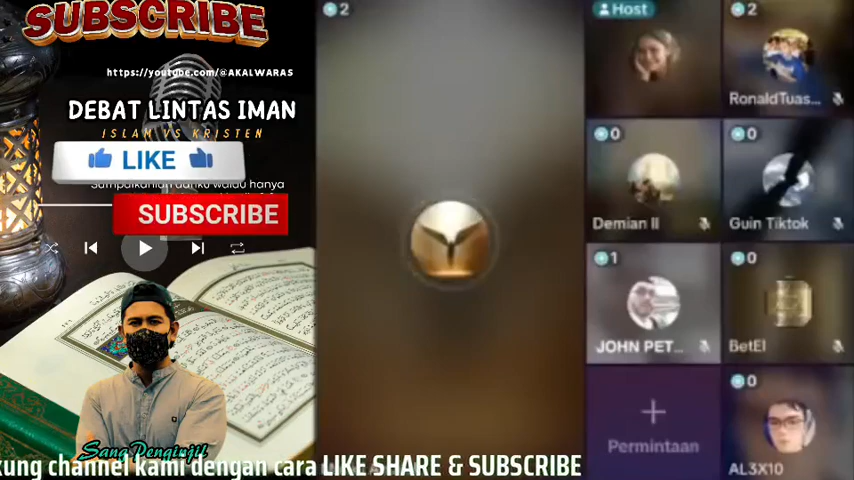 SUBSCRIBE
https://youtube.com/@AKALWARAS
DEBAT LINTAS IMAN
ISLAM VS KRISTEN
LIKE
Sampaikanlah dariku walau hanya
SUBSCRIBE
Sang Penginjil
kung channel kami dengan cara LIKE SHARE & SUBSCRIBE
2
Host
2
RonaldTuas...
0
Demian II
0
Guin Tiktok
1
JOHN PET...
0
BetEl
Permintaan
0
AL3X10